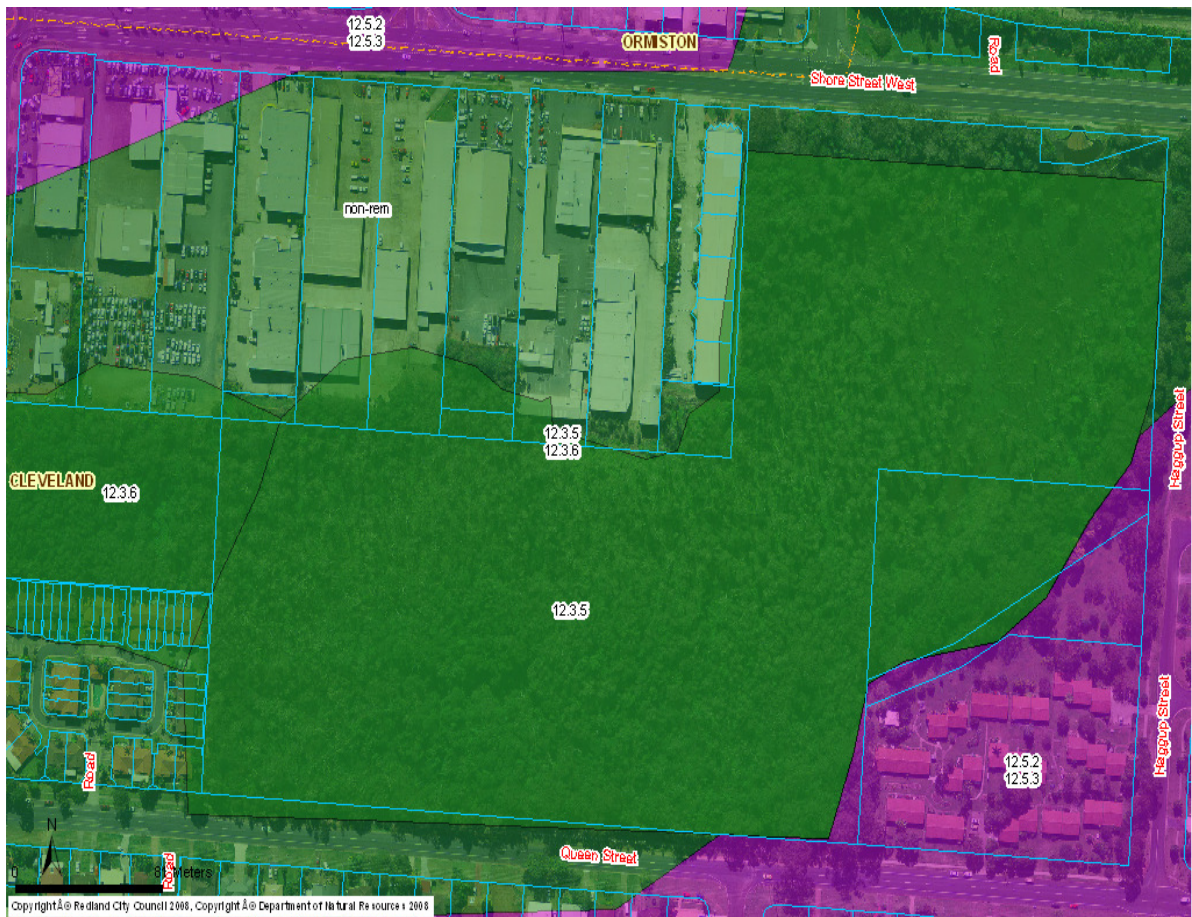 12.5.2
12.5.3
ORMISTON
Road
Shore Street West
non-rem
Haggup Street
12.3.5
12.3.6
CLEVELAND
12.3.6
12.3.5
Haggup Street
12.5.2
12.5.3
Road
N
Queen Street
Road
0
Meters
CopyrightÂ© Redland City Council 2008, CopyrightÂ© Department of Natural Resources 2008